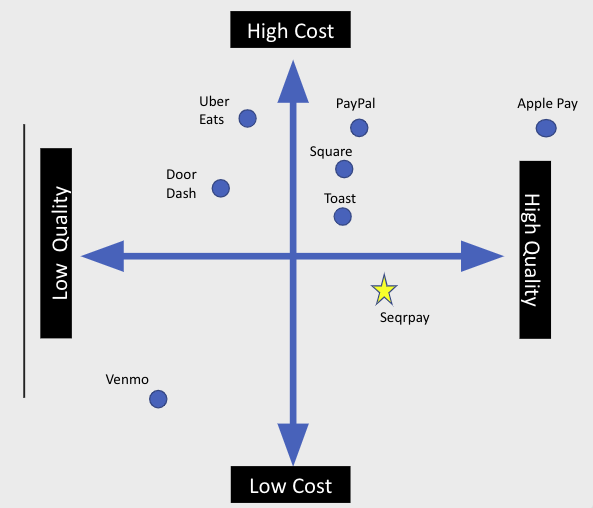 High Cost
Uber
Eats
PayPal
Apple Pay
Square
Door
Dash
Toast
Low Quality
High Quality
Seqrpay
Venmo
Low Cost